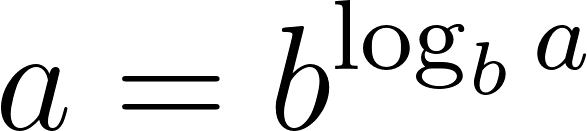 a = b^{\log_b a}